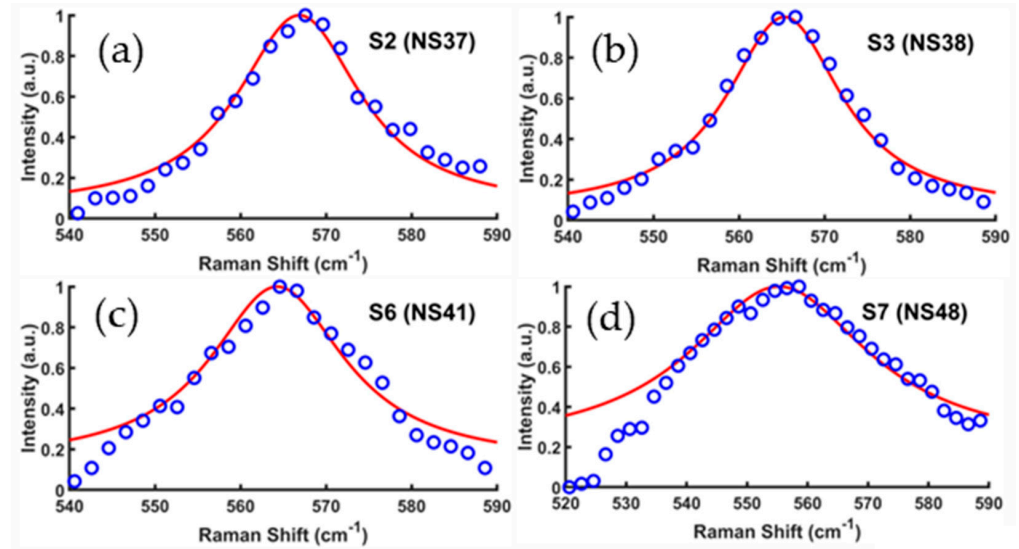 (a)
S2 (NS37)
Intensity (a.u.)
1
0.8
0.6
0.4
0.2
0
540 550 560 570 580 590
Raman Shift (cm⁻¹)
(b)
S3 (NS38)
Intensity (a.u.)
1
0.8
0.6
0.4
0.2
0
540 550 560 570 580 590
Raman Shift (cm⁻¹)
(c)
S6 (NS41)
Intensity (a.u.)
1
0.8
0.6
0.4
0.2
0
540 550 560 570 580 590
Raman Shift (cm⁻¹)
(d)
S7 (NS48)
Intensity (a.u.)
1
0.8
0.6
0.4
0.2
0
520 530 540 550 560 570 580 590
Raman Shift (cm⁻¹)